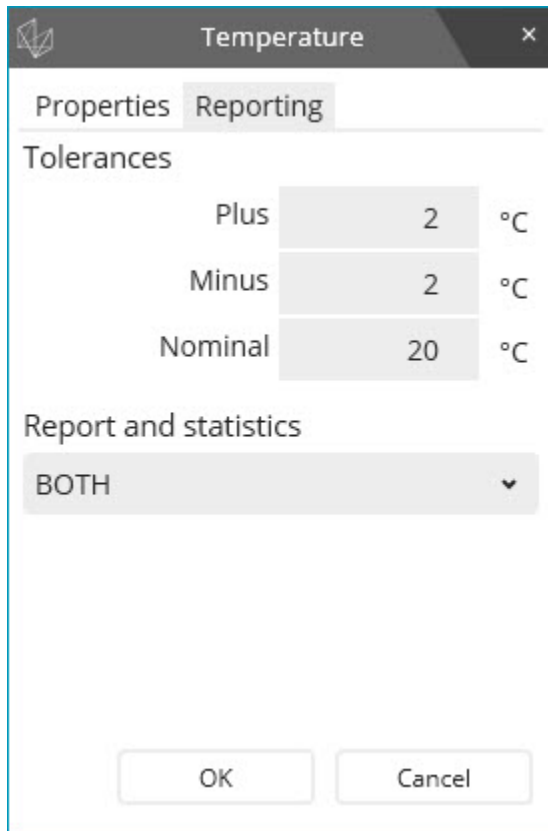 Temperature ×
Properties Reporting
Tolerances
Plus 2 °C
Minus 2 °C
Nominal 20 °C
Report and statistics
BOTH
OK Cancel